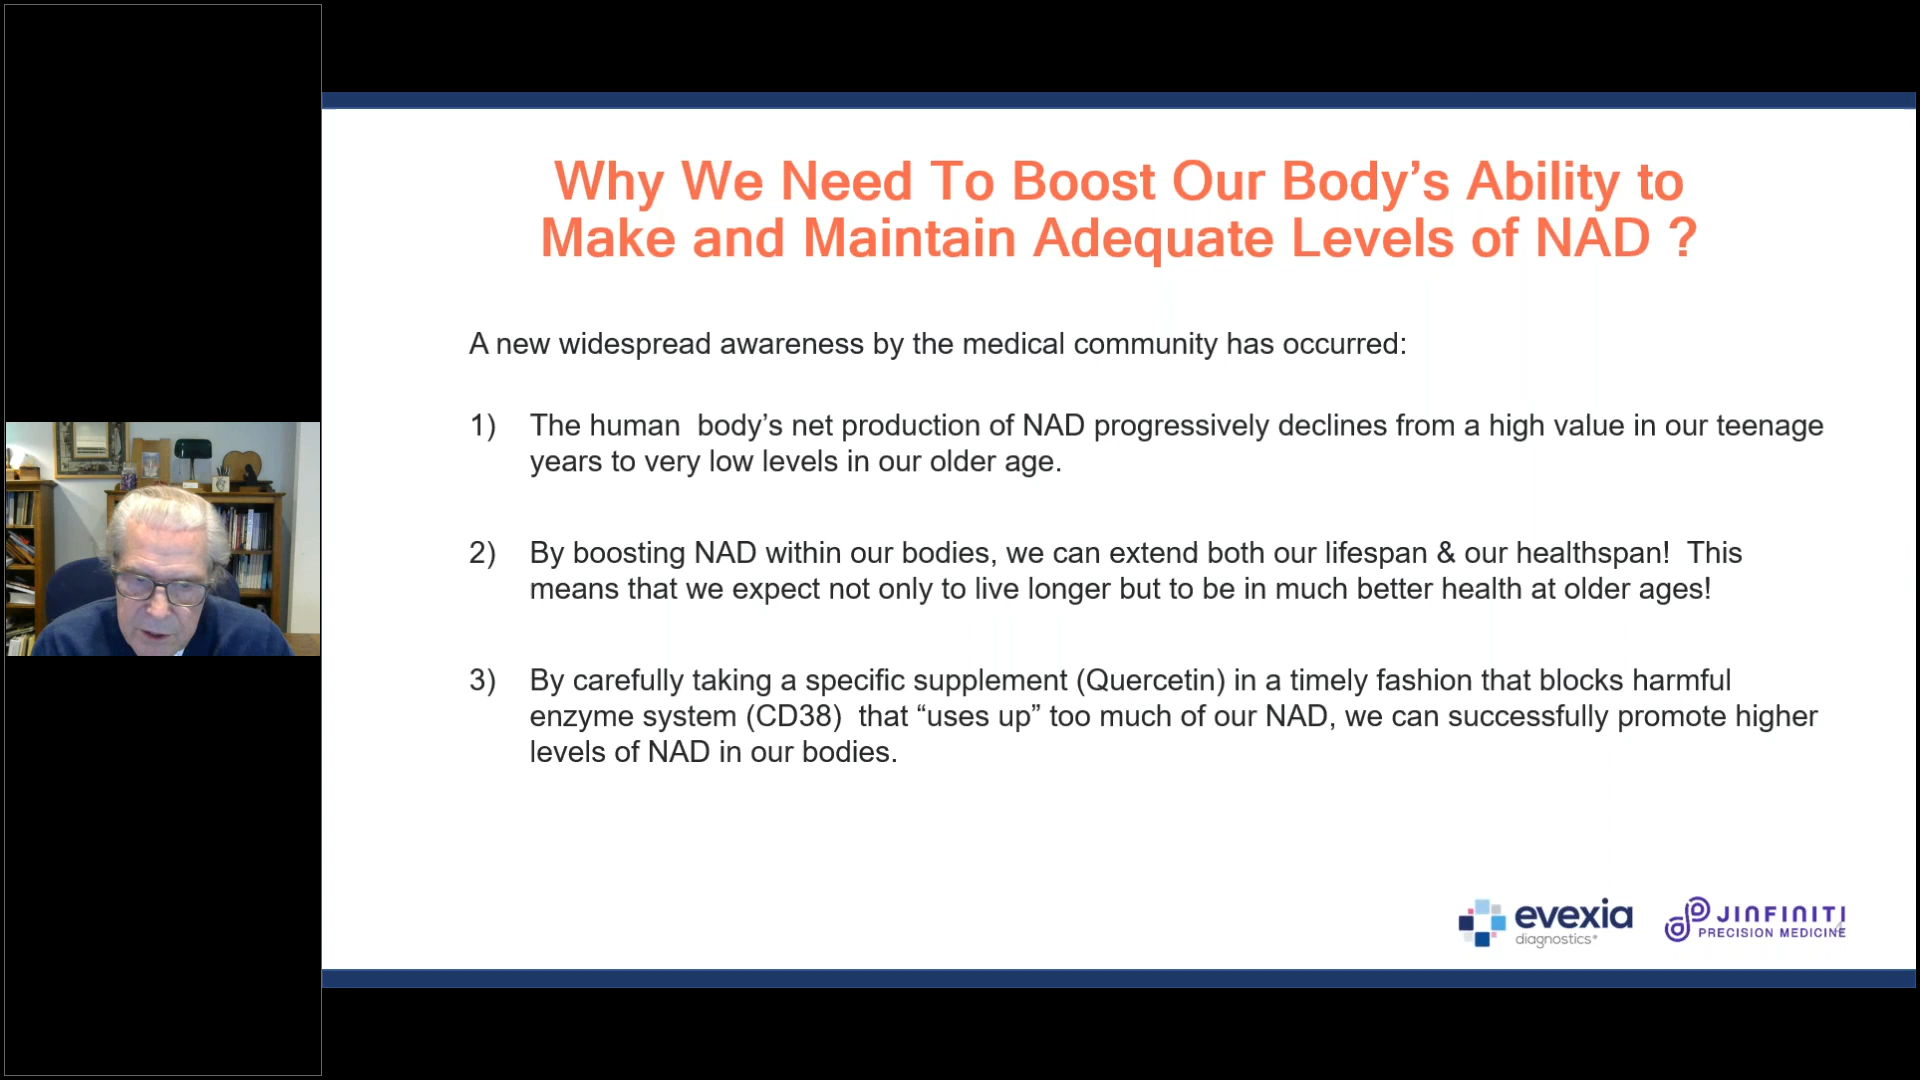 Why We Need To Boost Our Body’s Ability to
Make and Maintain Adequate Levels of NAD ?
A new widespread awareness by the medical community has occurred:
1) The human  body’s net production of NAD progressively declines from a high value in our teenage
years to very low levels in our older age.
2) By boosting NAD within our bodies, we can extend both our lifespan & our healthspan!  This
means that we expect not only to live longer but to be in much better health at older ages!
3) By carefully taking a specific supplement (Quercetin) in a timely fashion that blocks harmful
enzyme system (CD38)  that “uses up” too much of our NAD, we can successfully promote higher
levels of NAD in our bodies.
evexia
diagnostics
JINFINITI
PRECISION MEDICINE